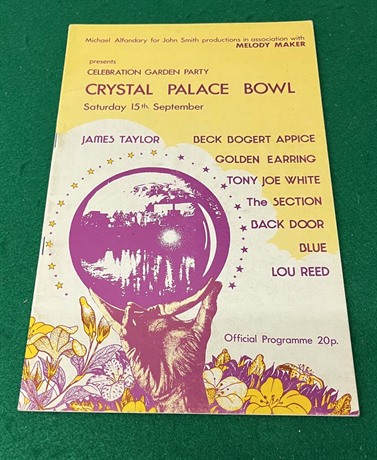 Michael Alfandary for John Smith productions in association with
MELODY MAKER
presents
CELEBRATION GARDEN PARTY
CRYSTAL PALACE BOWL
Saturday 15th. September
JAMES TAYLOR
BECK BOGERT APPICE
GOLDEN EARRING
TONY JOE WHITE
The SECTION
BACK DOOR
BLUE
LOU REED
Official Programme 20p.